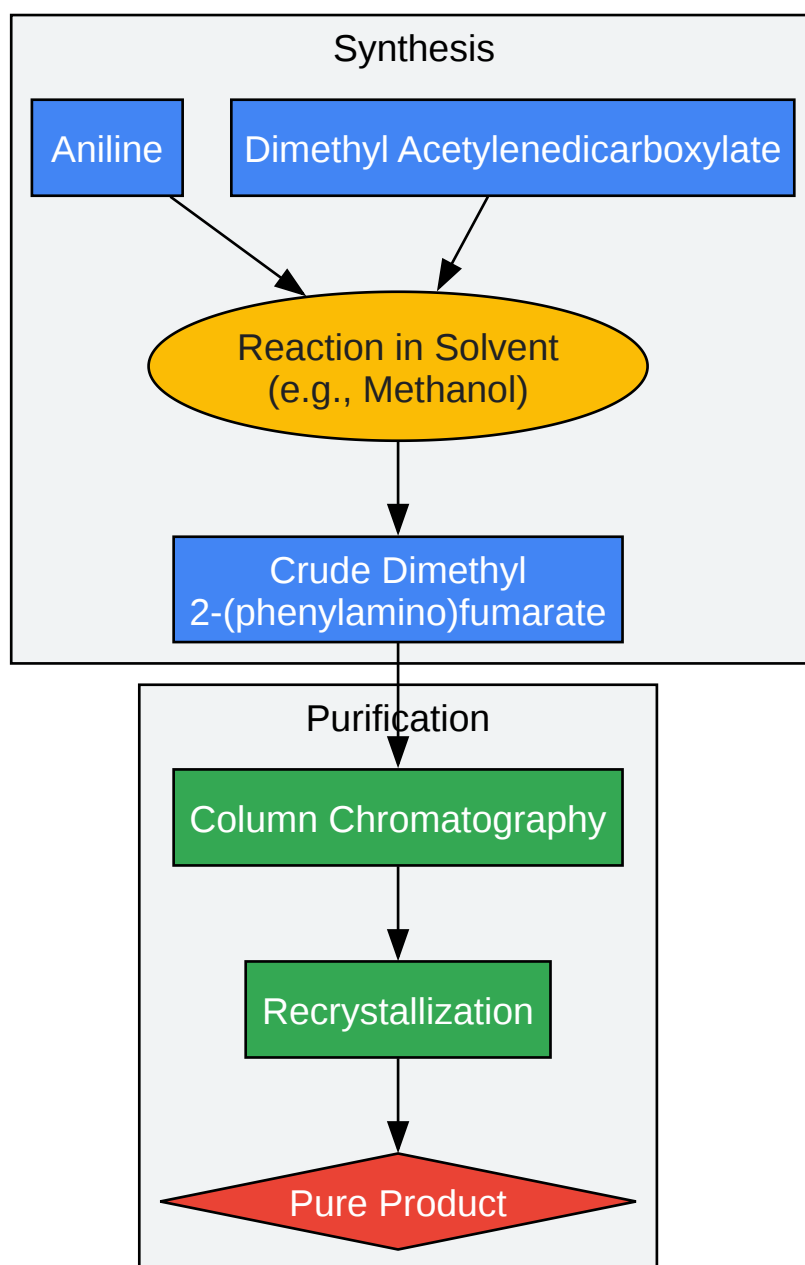 Synthesis
Aniline
Dimethyl Acetylenedicarboxylate
Reaction in Solvent
(e.g., Methanol)
Crude Dimethyl
2-(phenylamino)fumarate
Purification
Column Chromatography
Recrystallization
Pure Product